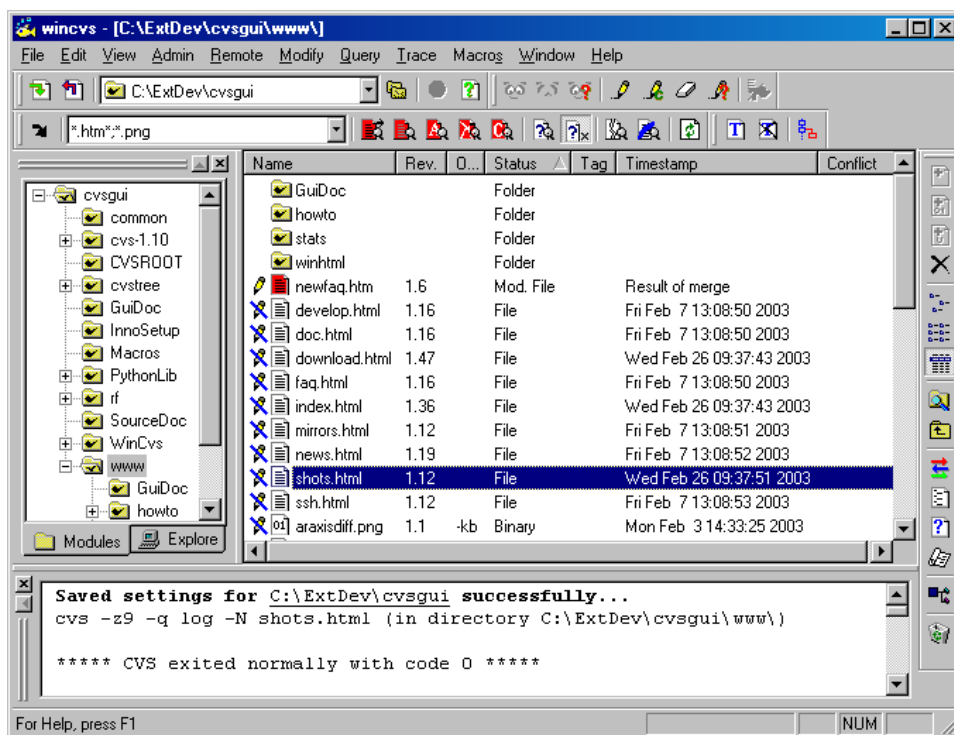 wincvs - [C:\ExtDev\cvsgui\www\]
File Edit View Admin Remote Modify Query Trace Macros Window Help
C:\ExtDev\cvsgui
*.htm*;*.png
Name Rev. O... Status Tag Timestamp Conflict
GuiDoc Folder
howto Folder
stats Folder
winhtml Folder
newfaq.htm 1.6 Mod. File Result of merge
develop.html 1.16 File Fri Feb 7 13:08:50 2003
doc.html 1.16 File Fri Feb 7 13:08:50 2003
download.html 1.47 File Wed Feb 26 09:37:43 2003
faq.html 1.16 File Fri Feb 7 13:08:50 2003
index.html 1.36 File Wed Feb 26 09:37:43 2003
mirrors.html 1.12 File Fri Feb 7 13:08:51 2003
news.html 1.19 File Fri Feb 7 13:08:52 2003
shots.html 1.12 File Wed Feb 26 09:37:51 2003
ssh.html 1.12 File Fri Feb 7 13:08:53 2003
araxisdiff.png 1.1 -kb Binary Mon Feb 3 14:33:25 2003
cvsgui
common
cvs-1.10
CVSROOT
cvstree
GuiDoc
InnoSetup
Macros
PythonLib
rf
SourceDoc
WinCvs
www
GuiDoc
howto
Modules Explore
Saved settings for C:\ExtDev\cvsgui successfully...
cvs -z9 -q log -N shots.html (in directory C:\ExtDev\cvsgui\www\)
***** CVS exited normally with code 0 *****
For Help, press F1 NUM